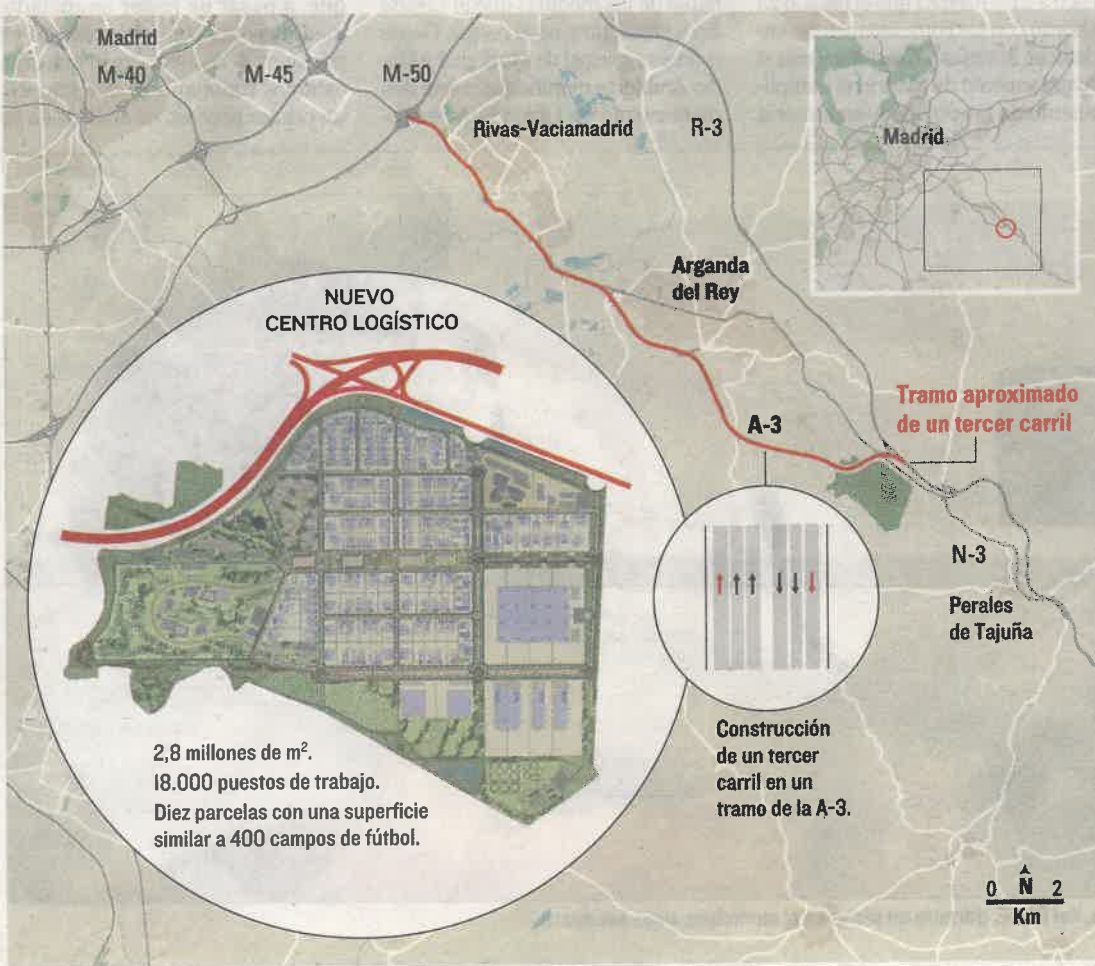 Madrid
M-40
M-45
M-50
Rivas-Vaciamadrid
R-3
Madrid
Arganda
del Rey
NUEVO
CENTRO LOGÍSTICO
Tramo aproximado
de un tercer carril
A-3
N-3
Perales
de Tajuña
Construcción
de un tercer
carril en un
tramo de la A-3.
2,8 millones de m².
18.000 puestos de trabajo.
Diez parcelas con una superficie
similar a 400 campos de fútbol.
0 N 2
Km